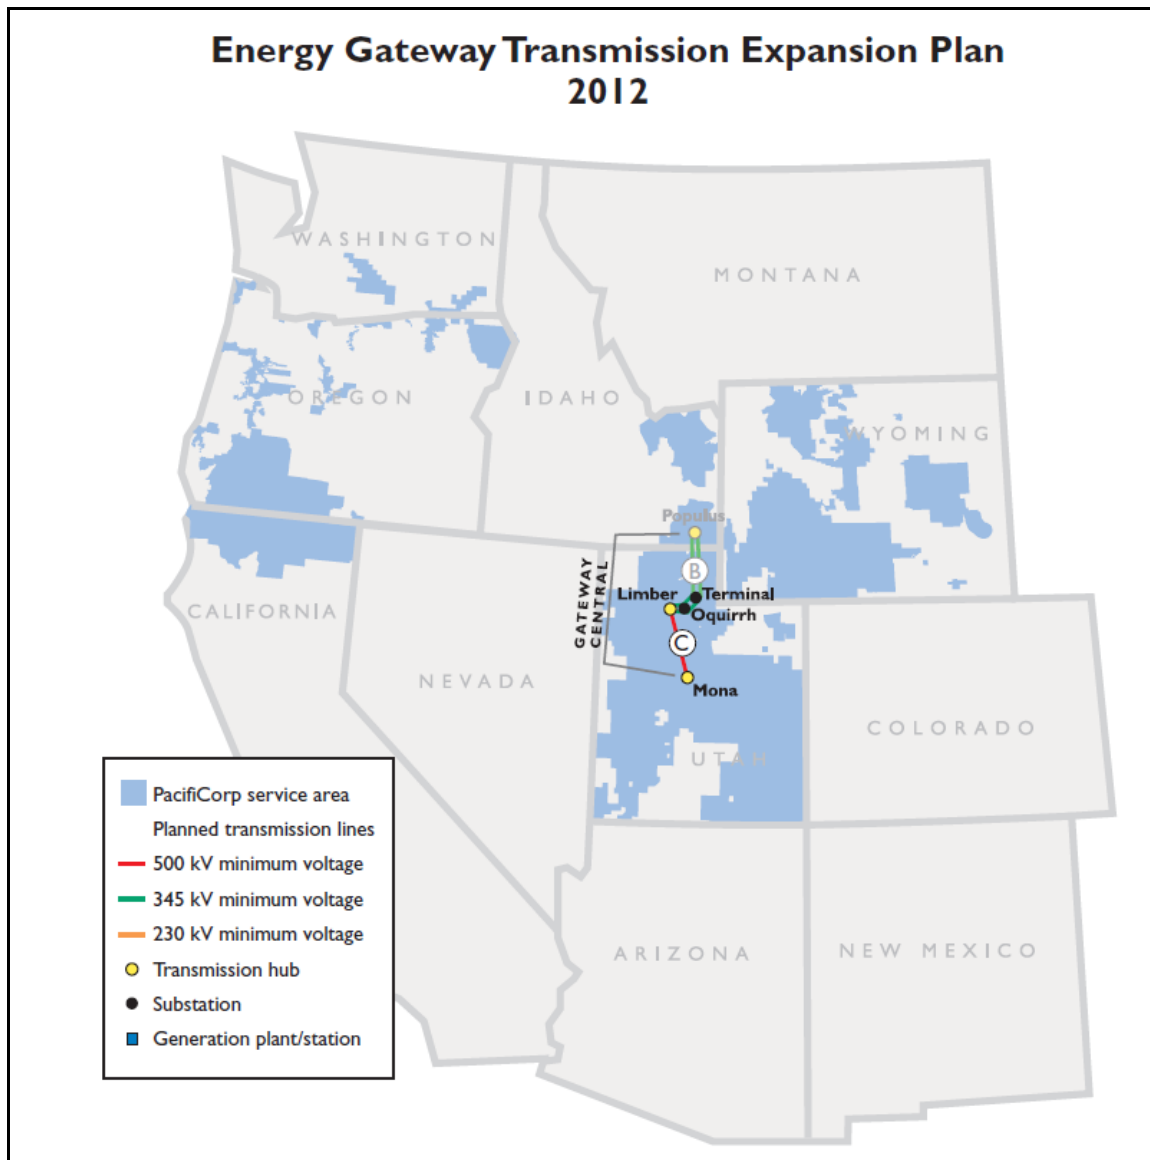 Energy Gateway Transmission Expansion Plan
2012
WASHINGTON
MONTANA
OREGON
IDAHO
WYOMING
Populus
B
GATEWAY
CENTRAL
Limber
Terminal
Oquirrh
CALIFORNIA
C
NEVADA
Mona
COLORADO
UTAH
PacifiCorp service area
Planned transmission lines
500 kV minimum voltage
345 kV minimum voltage
230 kV minimum voltage
Transmission hub
Substation
Generation plant/station
ARIZONA
NEW MEXICO